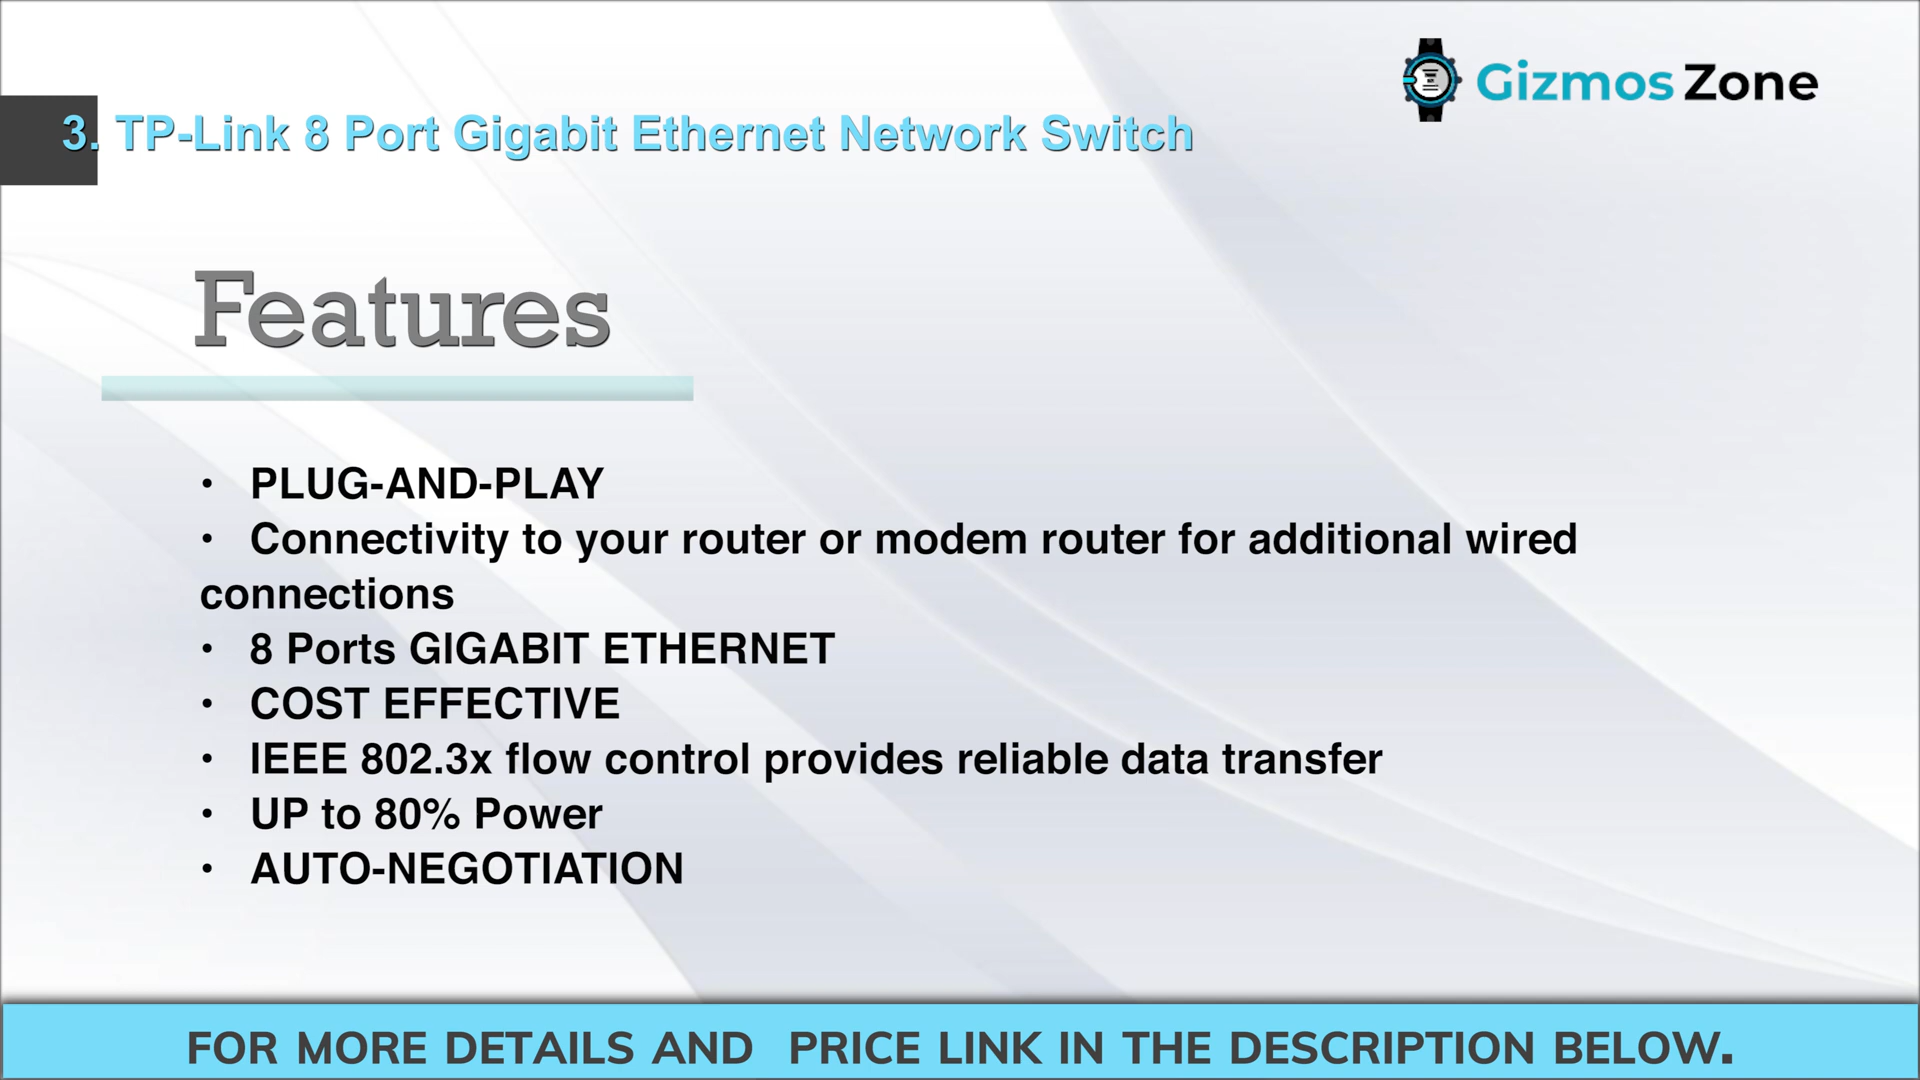 Gizmos Zone
3. TP-Link 8 Port Gigabit Ethernet Network Switch
Features
• PLUG-AND-PLAY
• Connectivity to your router or modem router for additional wired
connections
• 8 Ports GIGABIT ETHERNET
• COST EFFECTIVE
• IEEE 802.3x flow control provides reliable data transfer
• UP to 80% Power
• AUTO-NEGOTIATION
FOR MORE DETAILS AND PRICE LINK IN THE DESCRIPTION BELOW.